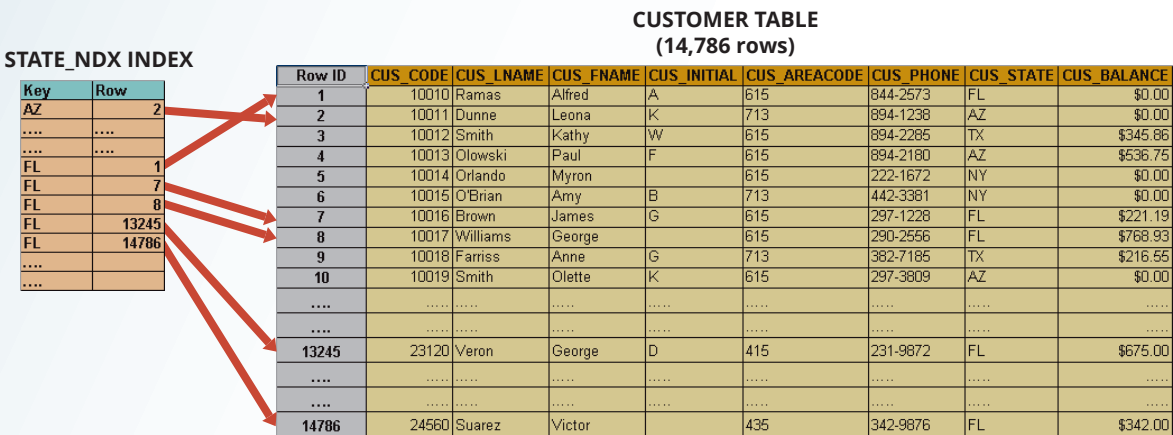 CUSTOMER TABLE
(14,786 rows)
STATE_NDX INDEX
Key Row
AZ 2
.... ....
.... ....
FL 1
FL 7
FL 8
FL 13245
FL 14786
....
....
Row ID CUS_CODE CUS_LNAME CUS_FNAME CUS_INITIAL CUS_AREACODE CUS_PHONE CUS_STATE CUS_BALANCE
1 10010 Ramas Alfred A 615 844-2573 FL $0.00
2 10011 Dunne Leona K 713 894-1238 AZ $0.00
3 10012 Smith Kathy W 615 894-2285 TX $345.86
4 10013 Olowski Paul F 615 894-2180 AZ $536.75
5 10014 Orlando Myron 615 222-1672 NY $0.00
6 10015 O'Brian Amy B 713 442-3381 NY $0.00
7 10016 Brown James G 615 297-1228 FL $221.19
8 10017 Williams George 615 290-2556 FL $768.93
9 10018 Farriss Anne G 713 382-7185 TX $216.55
10 10019 Smith Olette K 615 297-3809 AZ $0.00
.... ..... ..... ..... ..... ..... ..... ..... .....
.... ..... ..... ..... ..... ..... ..... ..... .....
13245 23120 Veron George D 415 231-9872 FL $675.00
.... ..... ..... ..... ..... ..... ..... ..... .....
.... ..... ..... ..... ..... ..... ..... ..... .....
14786 24560 Suarez Victor 435 342-9876 FL $342.00